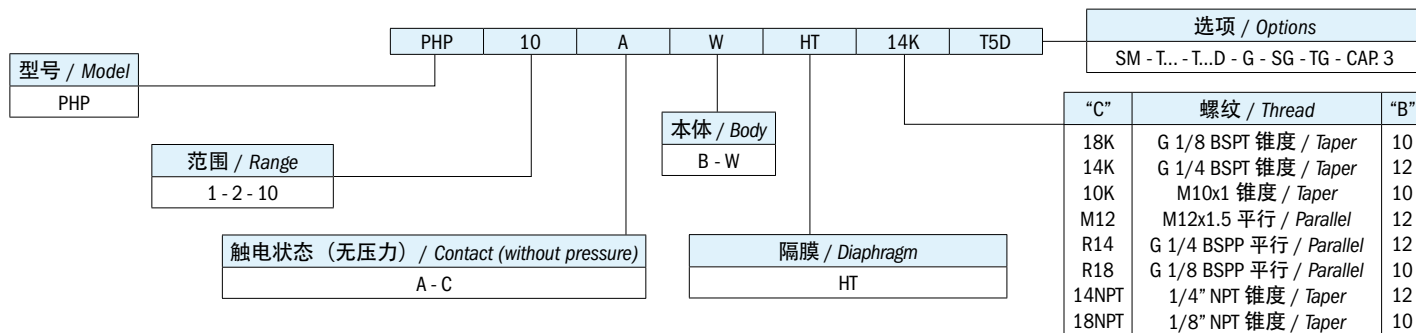 PHP 10 A W HT 14K T5D
选项 / Options
SM - T... - T...D - G - SG - TG - CAP. 3
型号 / Model
PHP
范围 / Range
1 - 2 - 10
触电状态（无压力）/ Contact (without pressure)
A - C
本体 / Body
B - W
隔膜 / Diaphragm
HT
“C” 螺纹 / Thread “B”
18K G 1/8 BSPT 锥度 / Taper 10
14K G 1/4 BSPT 锥度 / Taper 12
10K M10x1 锥度 / Taper 10
M12 M12x1.5 平行 / Parallel 12
R14 G 1/4 BSPP 平行 / Parallel 12
R18 G 1/8 BSPP 平行 / Parallel 10
14NPT 1/4” NPT 锥度 / Taper 12
18NPT 1/8” NPT 锥度 / Taper 10